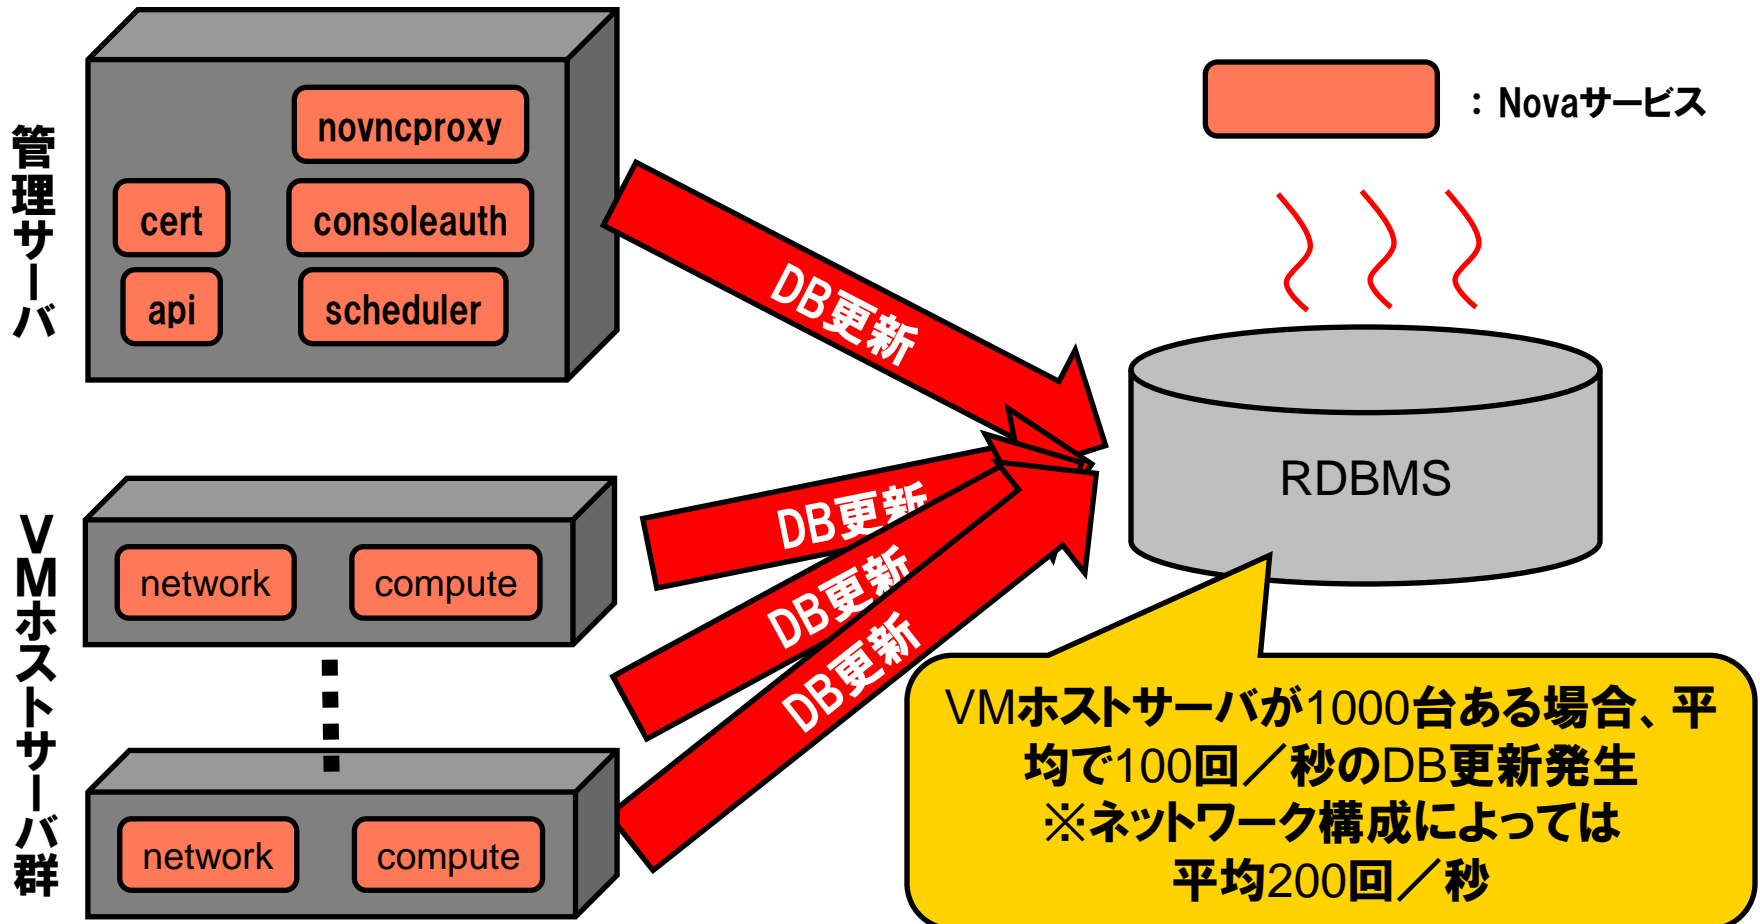 管理サーバ
novncproxy
cert
consoleauth
api
scheduler
：Novaサービス
DB更新
RDBMS
VMホストサーバ群
network
compute
DB更新
DB更新
DB更新
network
compute
VMホストサーバが1000台ある場合、平
均で100回／秒のDB更新発生
※ネットワーク構成によっては
平均200回／秒